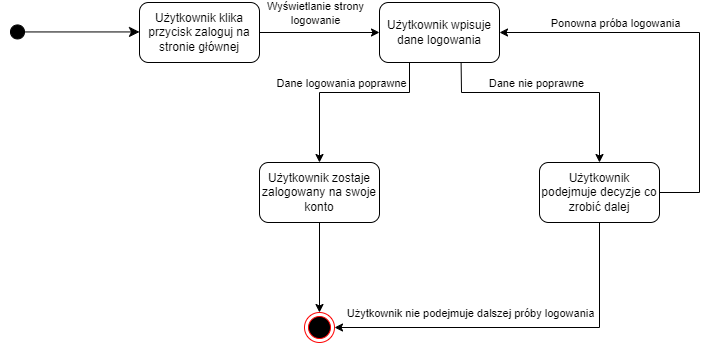 Użytkownik klika
przycisk zaloguj na
stronie głównej
Wyświetlanie strony
logowanie
Użytkownik wpisuje
dane logowania
Ponowna próba logowania
Dane logowania poprawne
Dane nie poprawne
Użytkownik zostaje
zalogowany na swoje
konto
Użytkownik
podejmuje decyzje co
zrobić dalej
Użytkownik nie podejmuje dalszej próby logowania